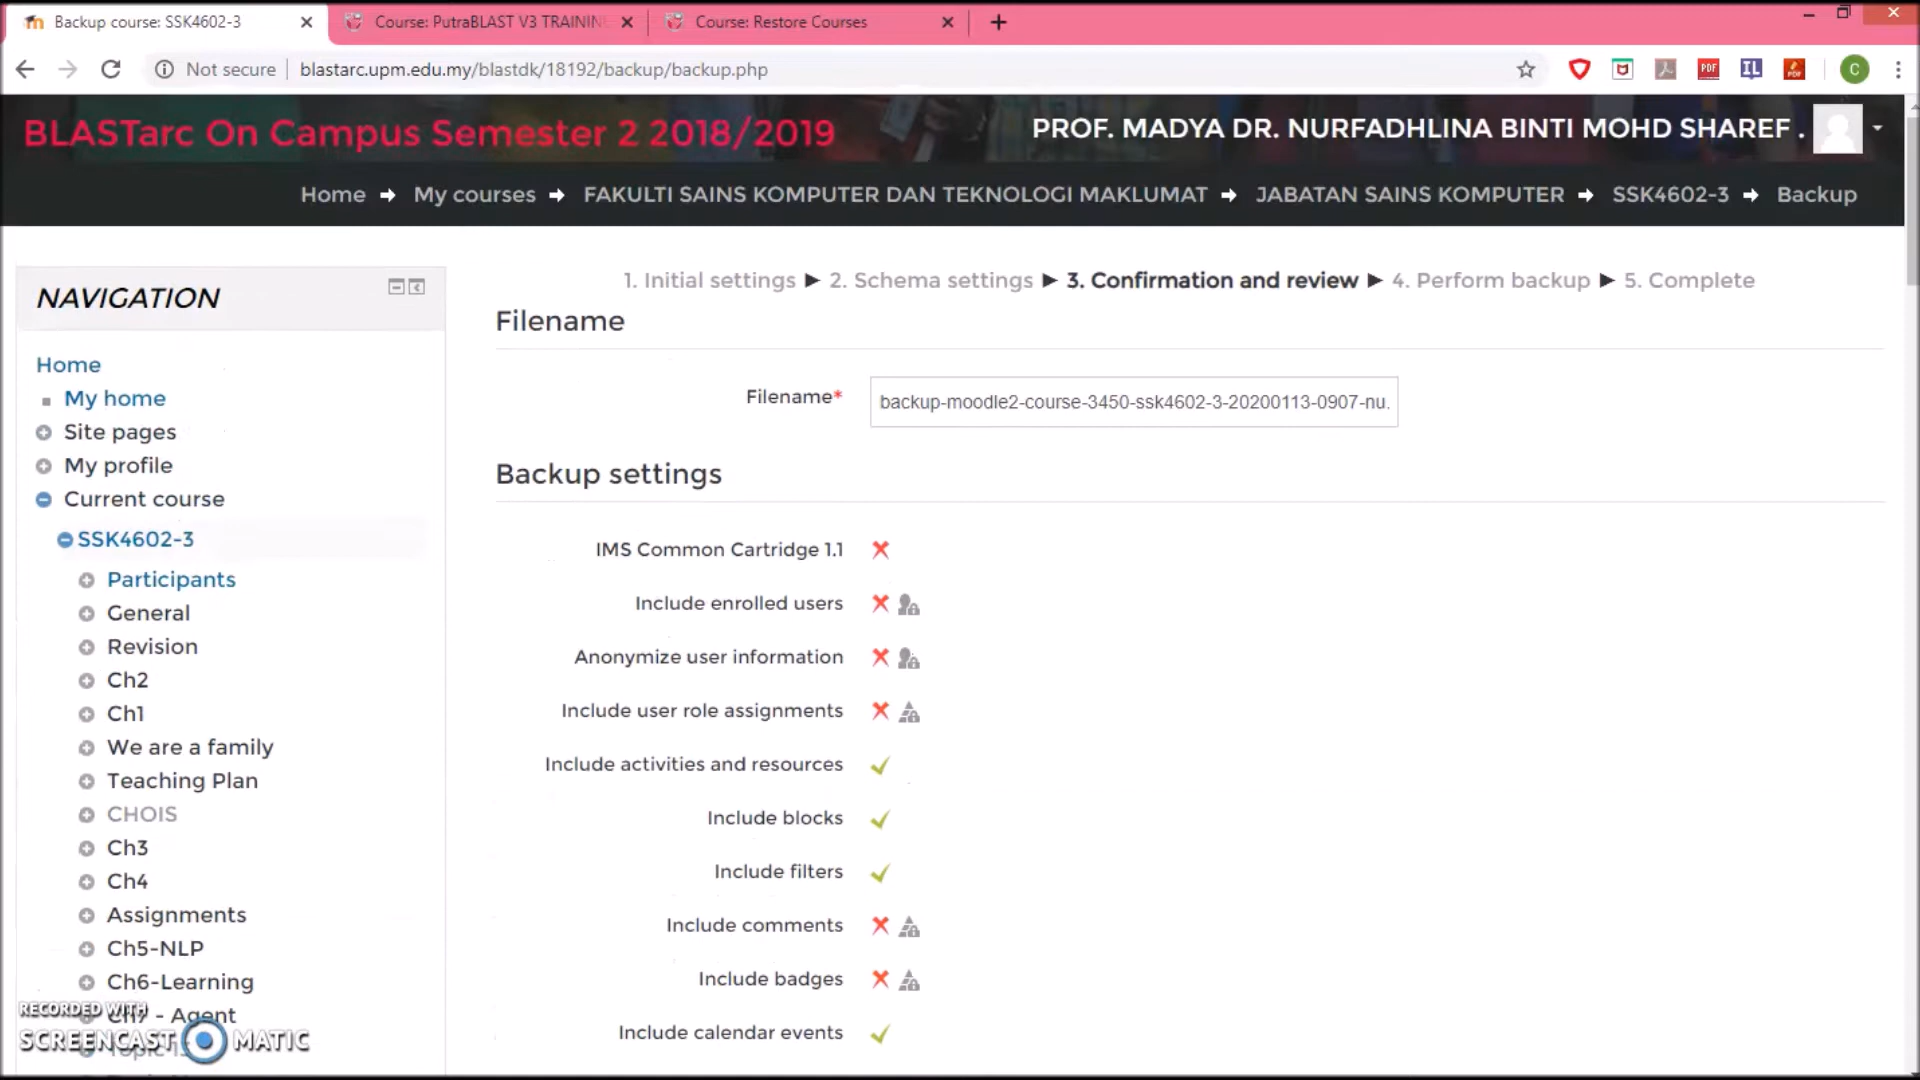 Backup course: SSK4602-3
Course: PutraBLAST V3 TRAININ
Course: Restore Courses
Not secure
blastarc.upm.edu.my/blastdk/18192/backup/backup.php
PDF
IL
C
BLASTarc On Campus Semester 2 2018/2019
PROF. MADYA DR. NURFADHLINA BINTI MOHD SHAREF .
Home
My courses
FAKULTI SAINS KOMPUTER DAN TEKNOLOGI MAKLUMAT
JABATAN SAINS KOMPUTER
SSK4602-3
Backup
NAVIGATION
Home
My home
Site pages
My profile
Current course
SSK4602-3
Participants
General
Revision
Ch2
Ch1
We are a family
Teaching Plan
CHOIS
Ch3
Ch4
Assignments
Ch5-NLP
Ch6-Learning
Ch7 - Agent
RECORDED WITH
SCREENCAST MATIC
1. Initial settings ► 2. Schema settings ► 3. Confirmation and review ► 4. Perform backup ► 5. Complete
Filename
Filename*
backup-moodle2-course-3450-ssk4602-3-20200113-0907-nu.
Backup settings
IMS Common Cartridge 1.1
Include enrolled users
Anonymize user information
Include user role assignments
Include activities and resources
Include blocks
Include filters
Include comments
Include badges
Include calendar events